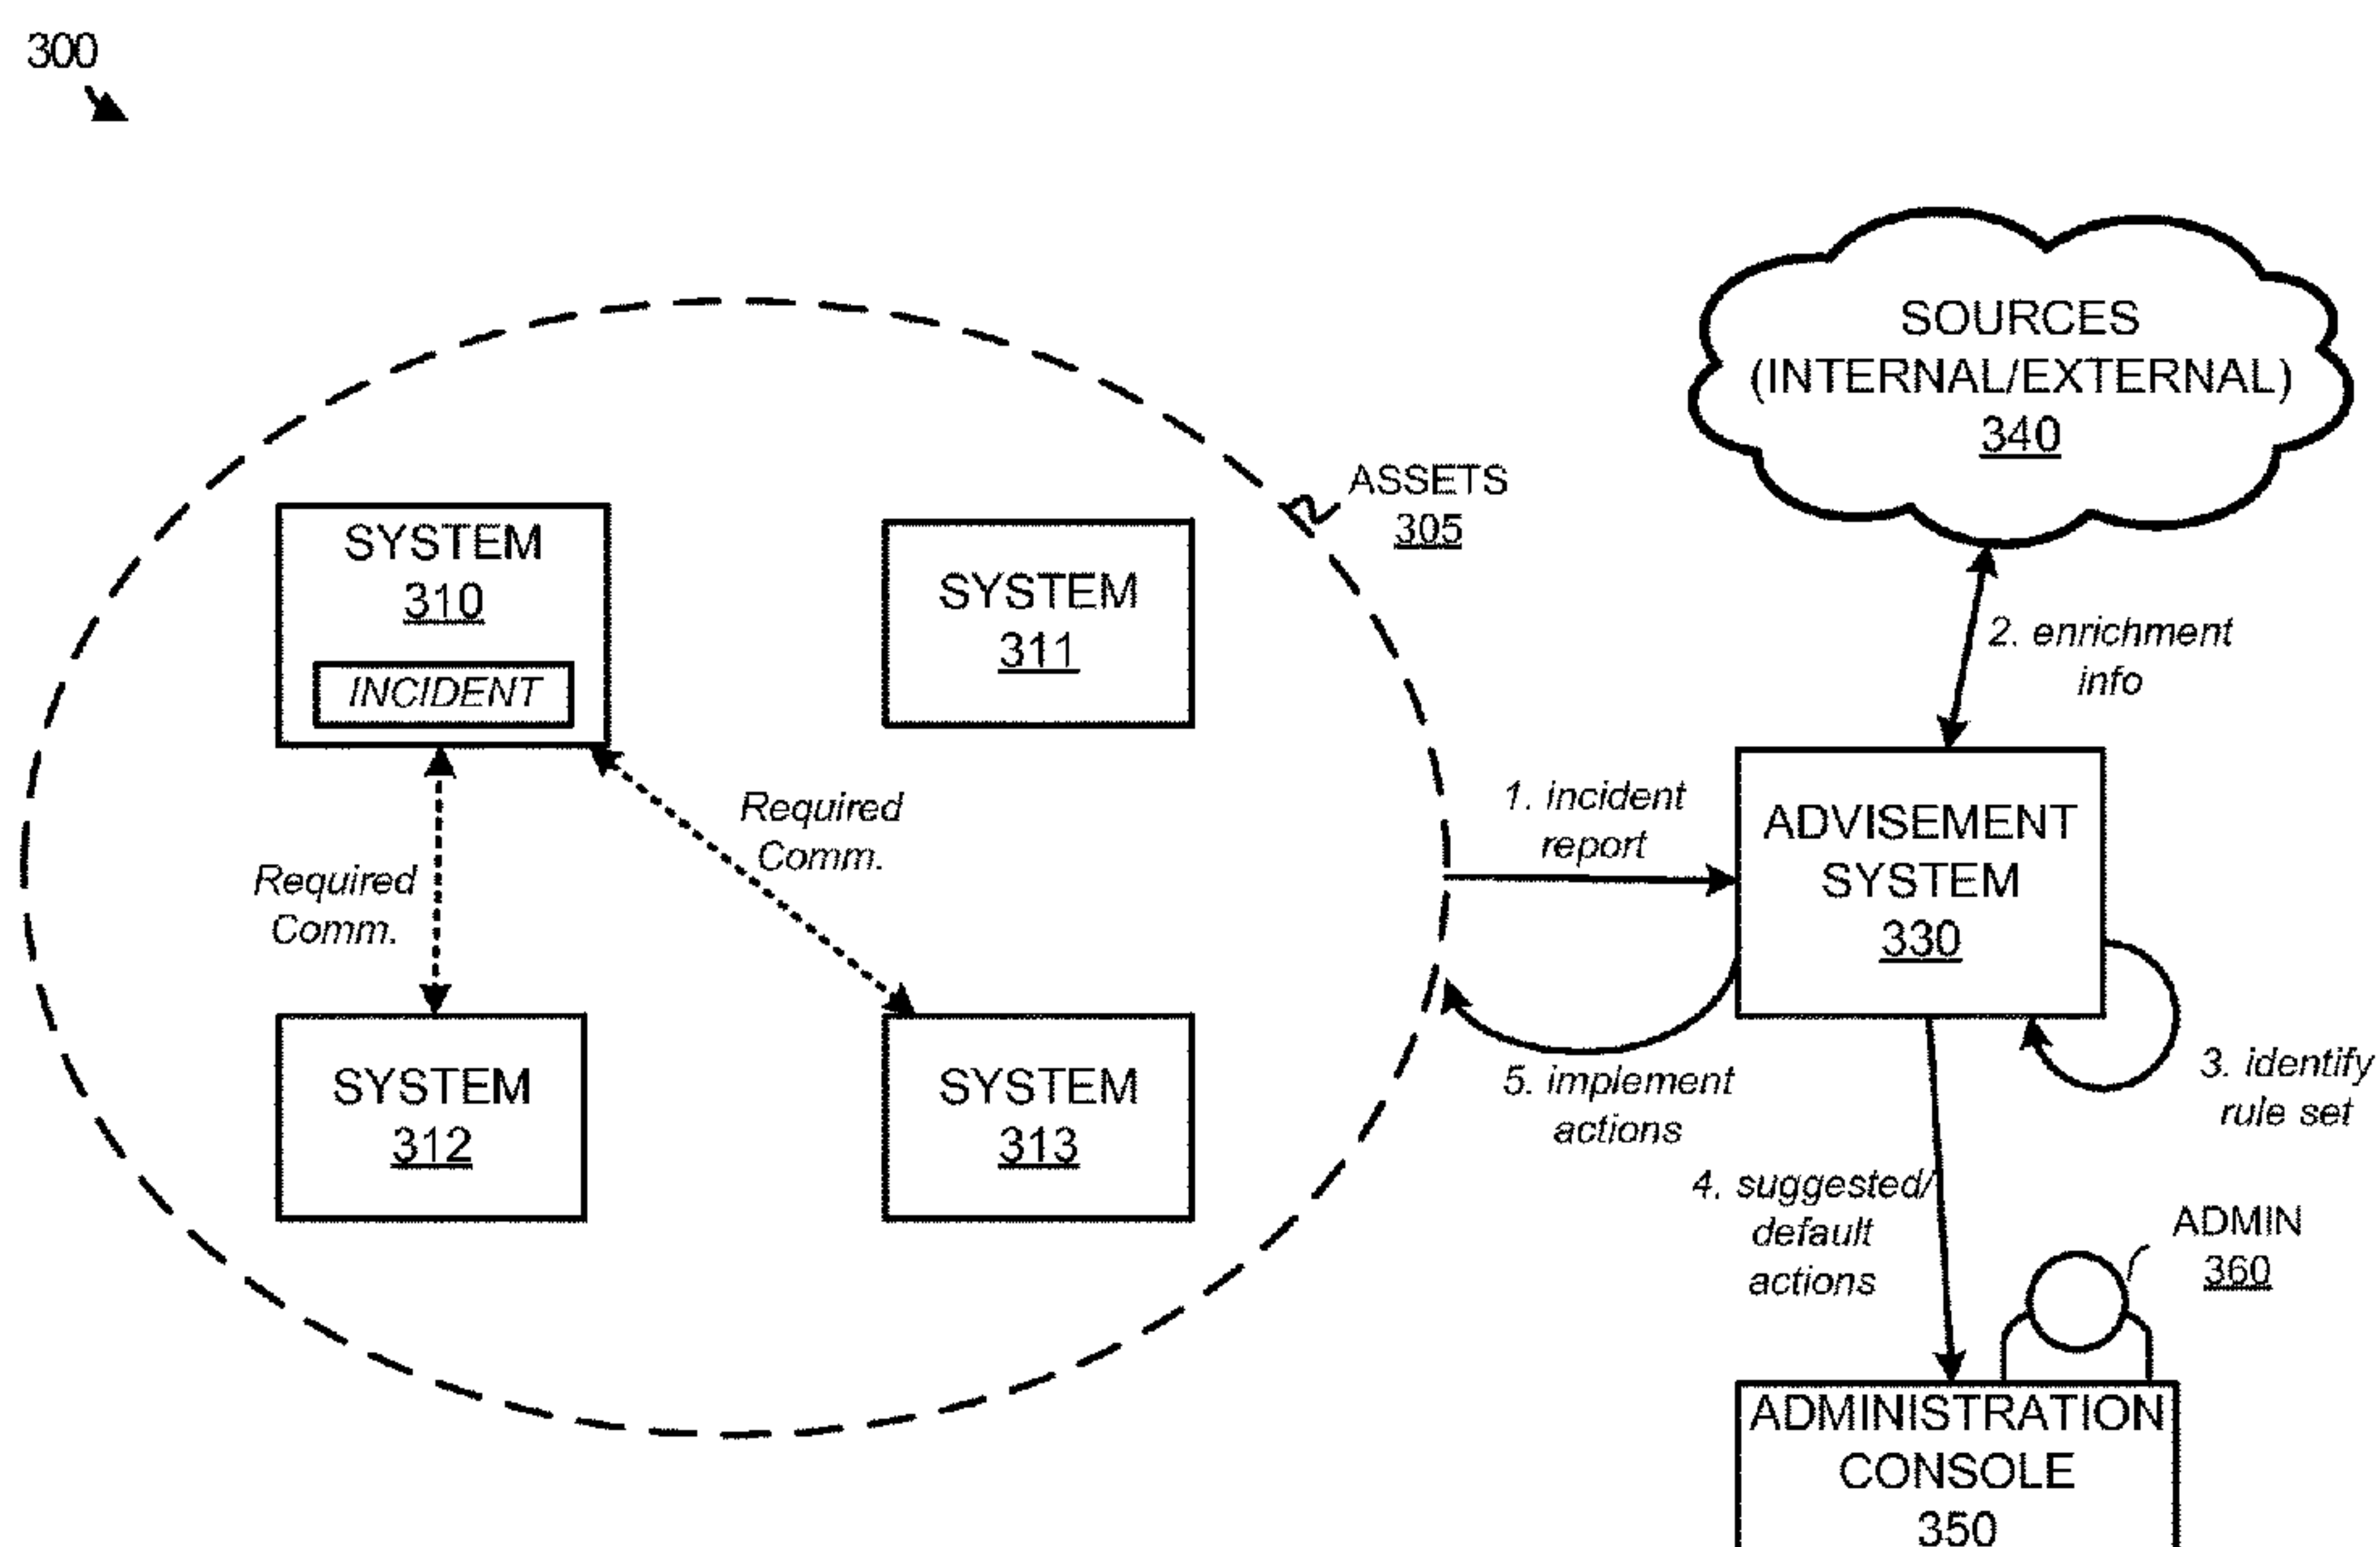 300
SOURCES
(INTERNAL/EXTERNAL)
340
ASSETS
305
SYSTEM
310
INCIDENT
SYSTEM
311
2. enrichment
info
Required
Comm.
Required
Comm.
1. incident
report
ADVISEMENT
SYSTEM
330
SYSTEM
312
SYSTEM
313
5. implement
actions
3. identify
rule set
4. suggested/
default
actions
ADMIN
360
ADMINISTRATION
CONSOLE
350